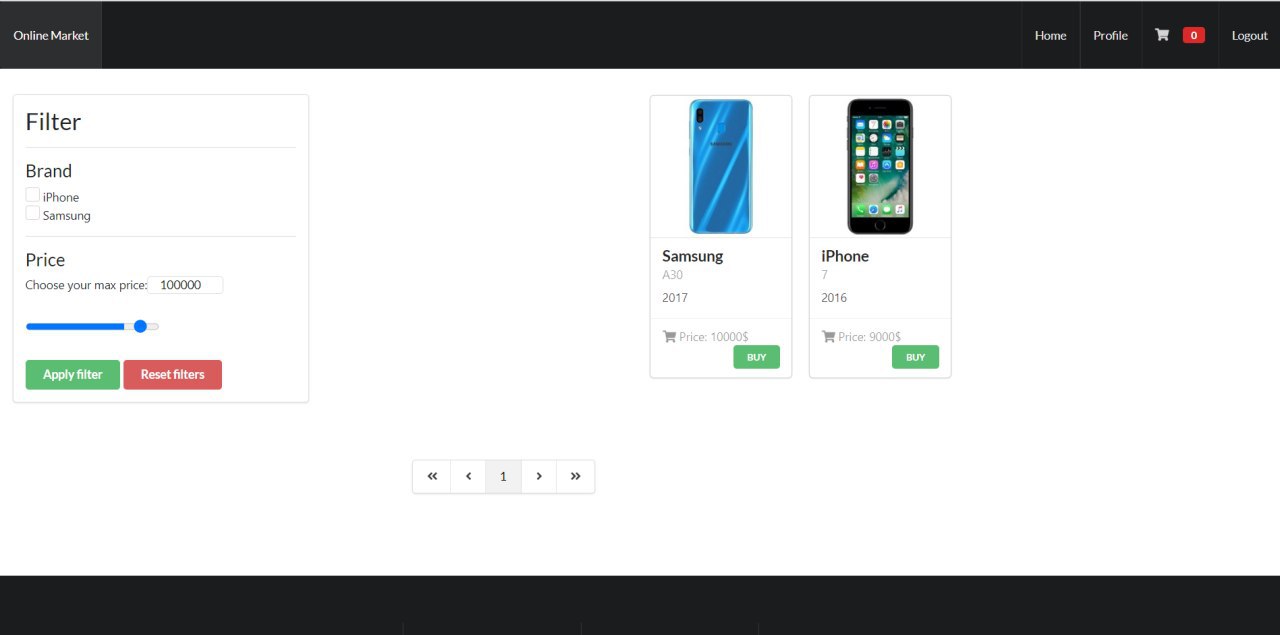 Online Market
Home
Profile
0
Logout
Filter
Brand
iPhone
Samsung
Price
Choose your max price: 100000
Apply filter
Reset filters
SAMSUNG
Samsung
A30
2017
Price: 10000$
BUY
iPhone
7
2016
Price: 9000$
BUY
« ‹ 1 › »